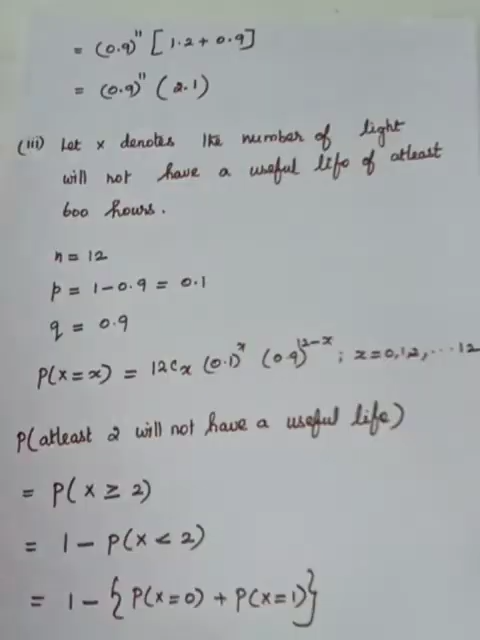 = (0.9)¹¹ [1.2 + 0.9]
= (0.9)¹¹ (2.1)
(iii) Let x denotes the number of light
will not have a useful life of atleast
600 hours.
n = 12
p = 1 - 0.9 = 0.1
q = 0.9
P(x = x) = 12Cx (0.1)ˣ (0.9)¹²⁻ˣ ; x = 0,1,2, ... 12
P(atleast 2 will not have a useful life)
= P(x ≥ 2)
= 1 - P(x < 2)
= 1 - {P(x = 0) + P(x = 1)}